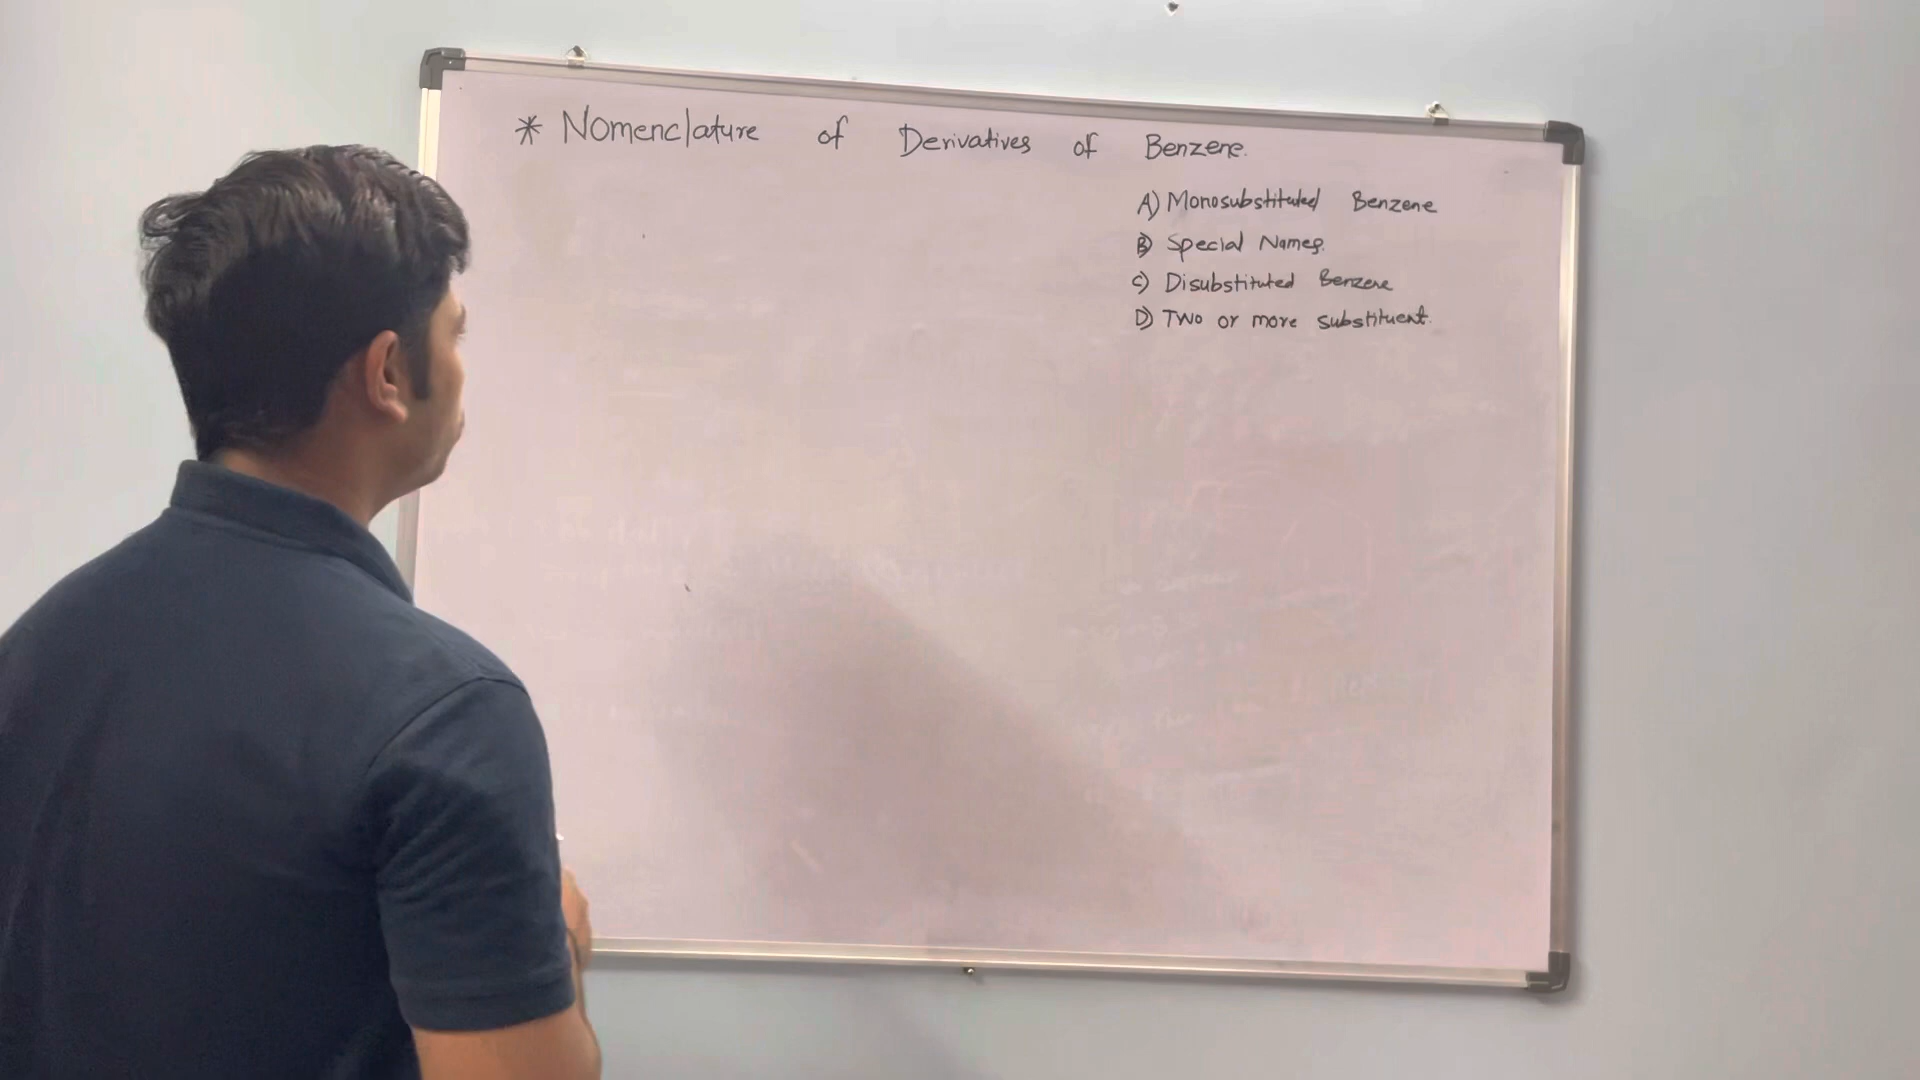 * Nomenclature of Derivatives of Benzene.
A) Monosubstituted Benzene
B) Special Names.
C) Disubstituted Benzene
D) Two or more substituent.